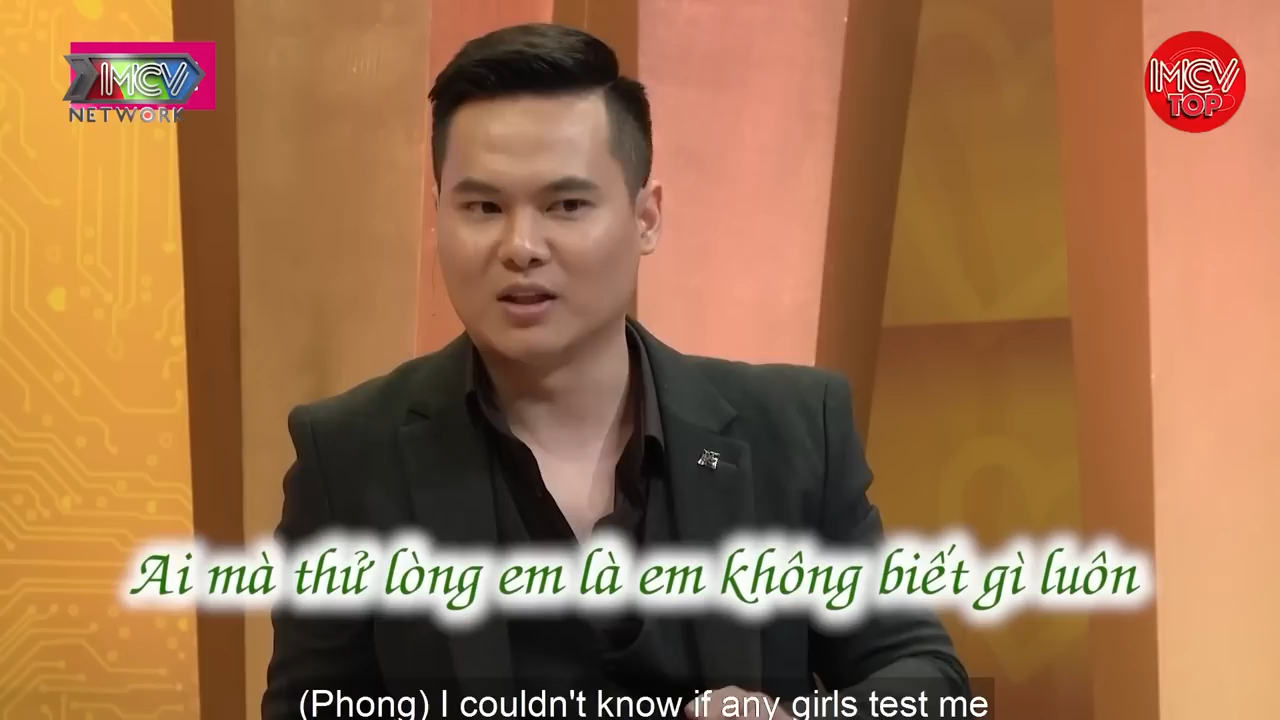 MCV
NETWORK
MCV
TOP
Ai mà thử lòng em là em không biết gì luôn
(Phong) I couldn't know if any girls test me